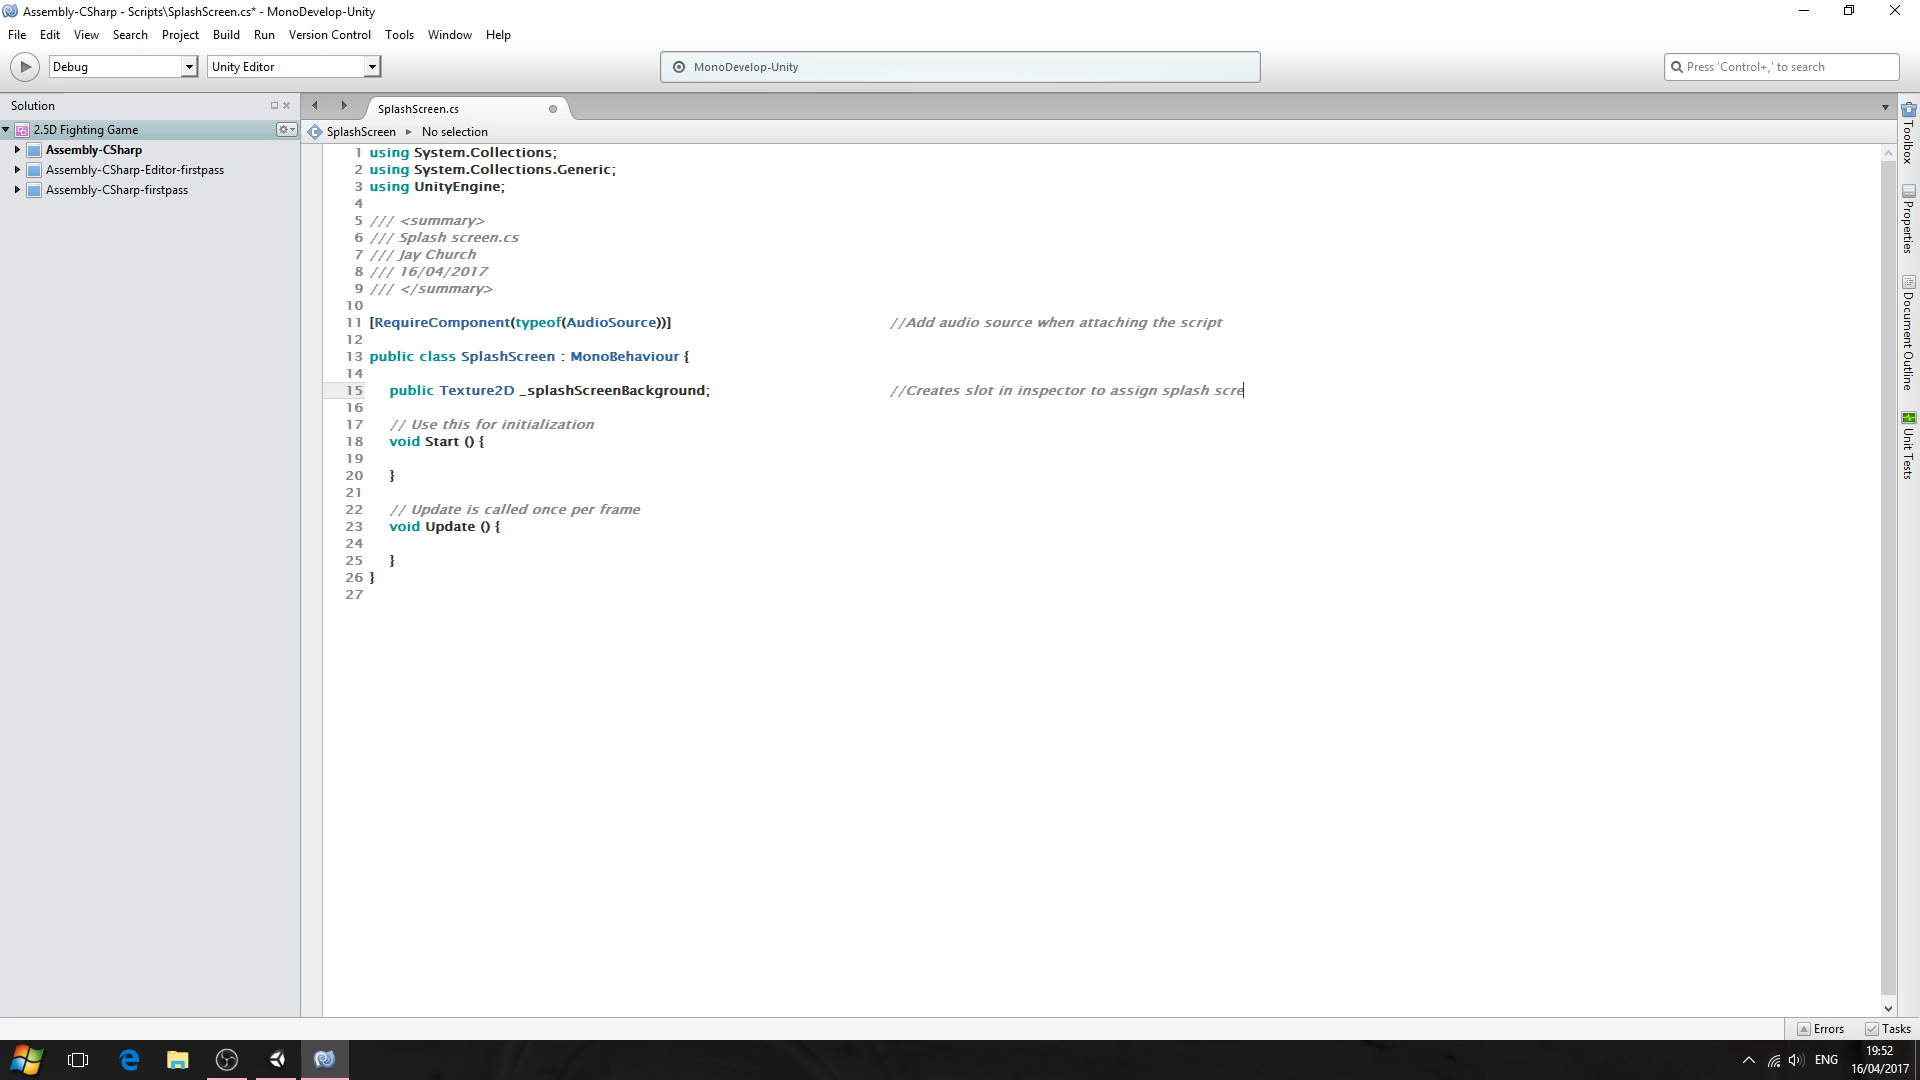 Assembly-CSharp - Scripts\SplashScreen.cs* - MonoDevelop-Unity
File Edit View Search Project Build Run Version Control Tools Window Help
Debug Unity Editor MonoDevelop-Unity Press 'Control+,' to search
Solution
2.5D Fighting Game
Assembly-CSharp
Assembly-CSharp-Editor-firstpass
Assembly-CSharp-firstpass
SplashScreen.cs
SplashScreen No selection
1 using System.Collections;
2 using System.Collections.Generic;
3 using UnityEngine;
4
5 /// <summary>
6 /// Splash screen.cs
7 /// Jay Church
8 /// 16/04/2017
9 /// </summary>
10
11 [RequireComponent(typeof(AudioSource))] //Add audio source when attaching the script
12
13 public class SplashScreen : MonoBehaviour {
14
15 public Texture2D _splashScreenBackground; //Creates slot in inspector to assign splash scre
16
17 // Use this for initialization
18 void Start () {
19
20 }
21
22 // Update is called once per frame
23 void Update () {
24
25 }
26 }
27
Toolbox
Properties
Document Outline
Unit Tests
Errors Tasks
ENG
19:52
16/04/2017